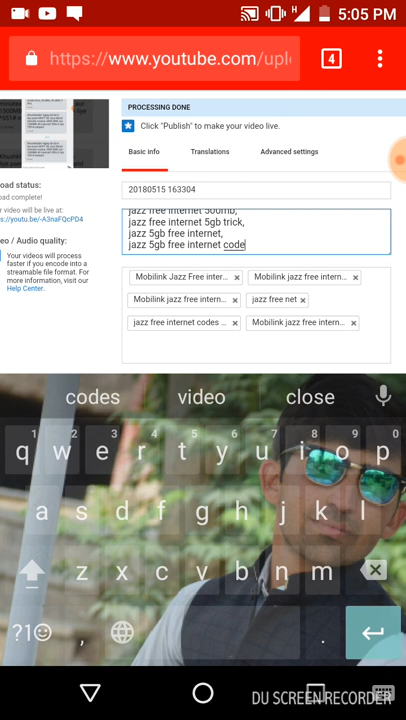 H 5:05 PM
https://www.youtube.com/upl
4
PROCESSING DONE
Click "Publish" to make your video live.
Basic info Translations Advanced settings
oad status:
oad complete!
r video will be live at:
s://youtu.be/-A3naFQcPD4
eo / Audio quality:
Your videos will process
faster if you encode into a
streamable file format. For
more information, visit our
Help Center.
20180515 163304
jazz free internet 500mb,
jazz free internet 5gb trick,
jazz 5gb free internet,
jazz 5gb free internet code
Mobilink Jazz Free inter... × Mobilink jazz free intern... ×
Mobilink jazz free intern... × jazz free net ×
jazz free internet codes ... × Mobilink jazz free intern... ×
codes video close
1 2 3 4 5 6 7 8 9 0
q w e r t y u i o p
a s d f g h j k l
z x c v b n m
?1☺ , .
DU SCREEN RECORDER